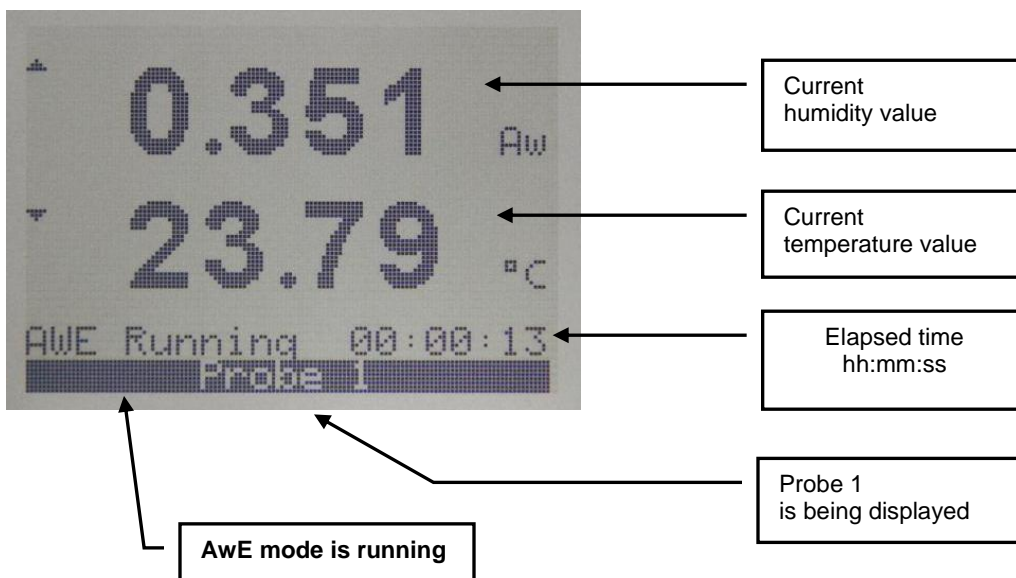 0.351
Aw
23.79
°C
AWE Running 00:00:13
Probe 1
Current
humidity value
Current
temperature value
Elapsed time
hh:mm:ss
Probe 1
is being displayed
AwE mode is running